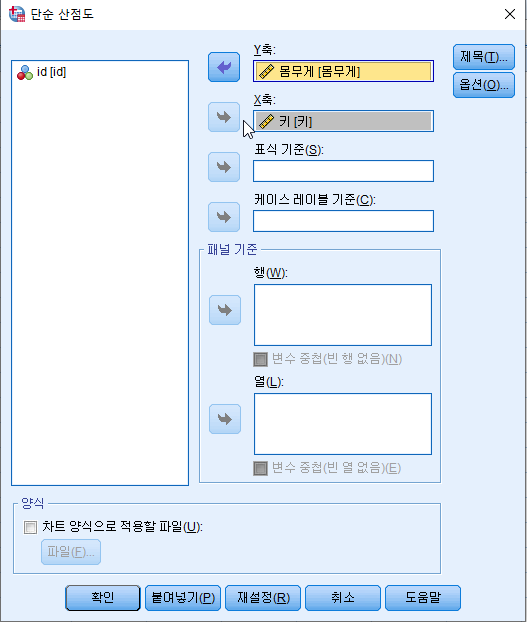 단순 산점도
id [id]
Y축:
몸무게 [몸무게]
제목(T)...
옵션(O)...
X축:
키 [키]
표식 기준(S):
케이스 레이블 기준(C):
패널 기준
행(W):
변수 중첩(빈 행 없음)(N)
열(L):
변수 중첩(빈 열 없음)(E)
양식
차트 양식으로 적용할 파일(U):
파일(F)...
확인
붙여넣기(P)
재설정(R)
취소
도움말